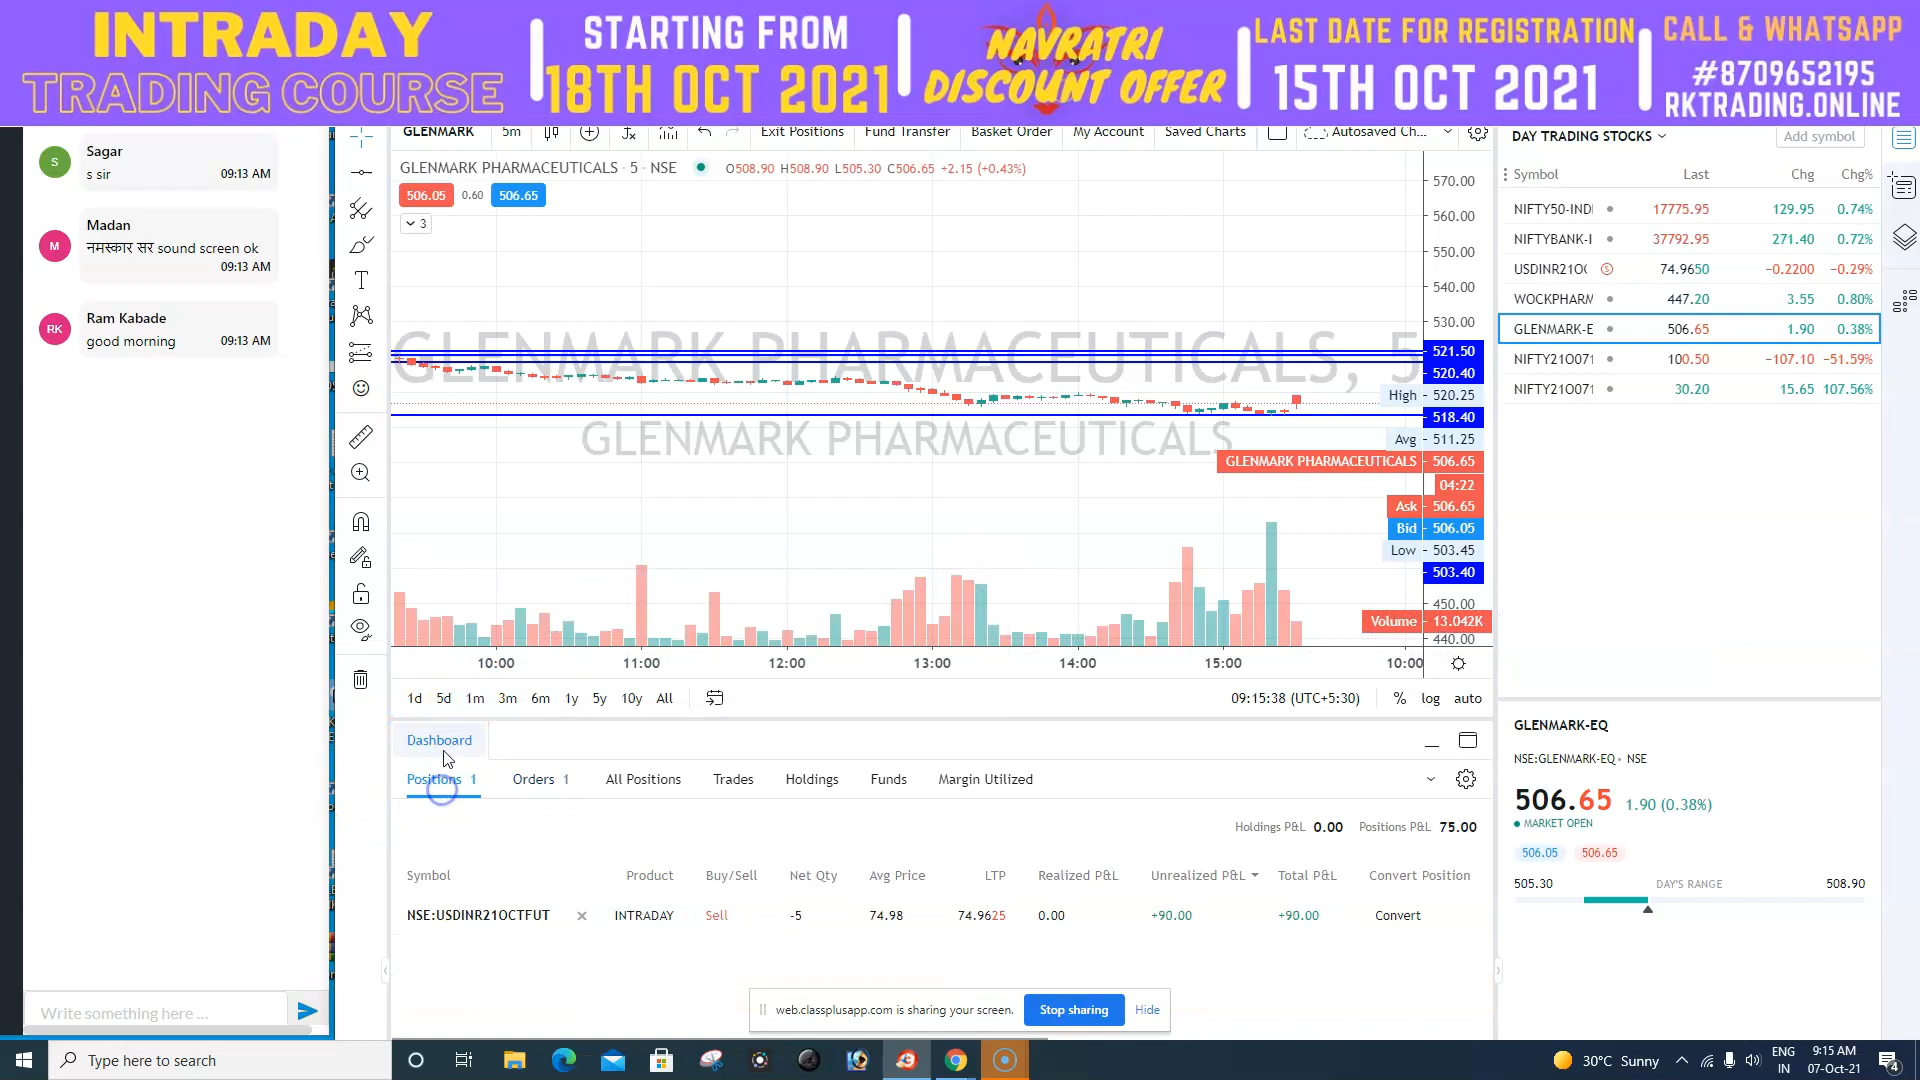 INTRADAY
TRADING COURSE
STARTING FROM
18TH OCT 2021
NAVRATRI
DISCOUNT OFFER
LAST DATE FOR REGISTRATION
15TH OCT 2021
CALL & WHATSAPP
#8709652195
RKTRADING.ONLINE
S
Sagar
s sir
09:13 AM
M
Madan
नमस्कार सर sound screen ok
09:13 AM
RK
Ram Kabade
good morning
09:13 AM
Write something here ...
GLENMARK 5m Exit Positions Fund Transfer Basket Order My Account Saved Charts Autosaved Ch...
GLENMARK PHARMACEUTICALS · 5 · NSE O508.90 H508.90 L505.30 C506.65 +2.15 (+0.43%)
506.05 0.60 506.65
3
GLENMARK PHARMACEUTICALS, 5
GLENMARK PHARMACEUTICALS
570.00
560.00
550.00
540.00
530.00
521.50
520.40
High 520.25
518.40
Avg 511.25
GLENMARK PHARMACEUTICALS 506.65
04:22
Ask 506.65
Bid 506.05
Low 503.45
503.40
450.00
Volume 13.042K
440.00
10:00 11:00 12:00 13:00 14:00 15:00 10:00
1d 5d 1m 3m 6m 1y 5y 10y All 09:15:38 (UTC+5:30) % log auto
Dashboard
Positions 1 Orders 1 All Positions Trades Holdings Funds Margin Utilized
Holdings P&L 0.00 Positions P&L 75.00
Symbol Product Buy/Sell Net Qty Avg Price LTP Realized P&L Unrealized P&L Total P&L Convert Position
NSE:USDINR21OCTFUT INTRADAY Sell -5 74.98 74.9625 0.00 +90.00 +90.00 Convert
web.classplusapp.com is sharing your screen. Stop sharing Hide
DAY TRADING STOCKS Add symbol
Symbol Last Chg Chg%
NIFTY50-INDI 17775.95 129.95 0.74%
NIFTYBANK-I 37792.95 271.40 0.72%
USDINR21O( S 74.9650 −0.2200 −0.29%
WOCKPHARM 447.20 3.55 0.80%
GLENMARK-E 506.65 1.90 0.38%
NIFTY21O071 100.50 −107.10 −51.59%
NIFTY21O071 30.20 15.65 107.56%
GLENMARK-EQ
NSE:GLENMARK-EQ • NSE
506.65 1.90 (0.38%)
MARKET OPEN
506.05 506.65
505.30 DAY'S RANGE 508.90
Type here to search
30°C Sunny
ENG
IN
9:15 AM
07-Oct-21
4